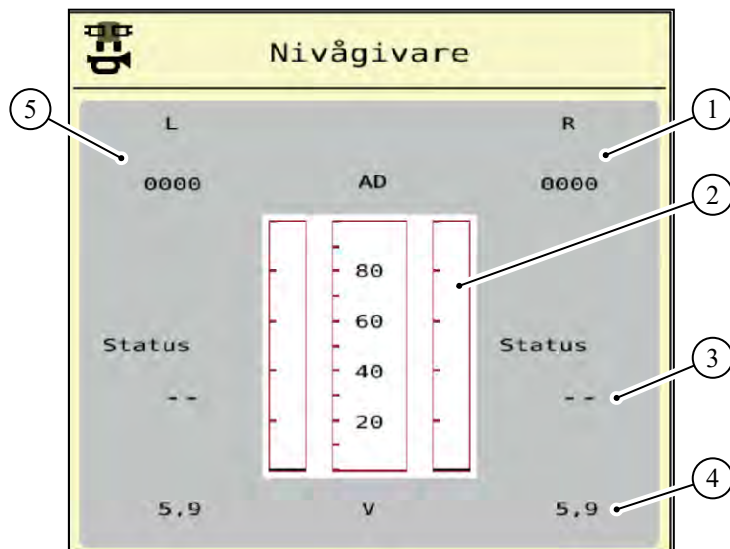 Nivågivare
5
1
L
R
0000
AD
0000
2
80
60
Status
Status
40
3
--
--
20
5,9
V
5,9
4